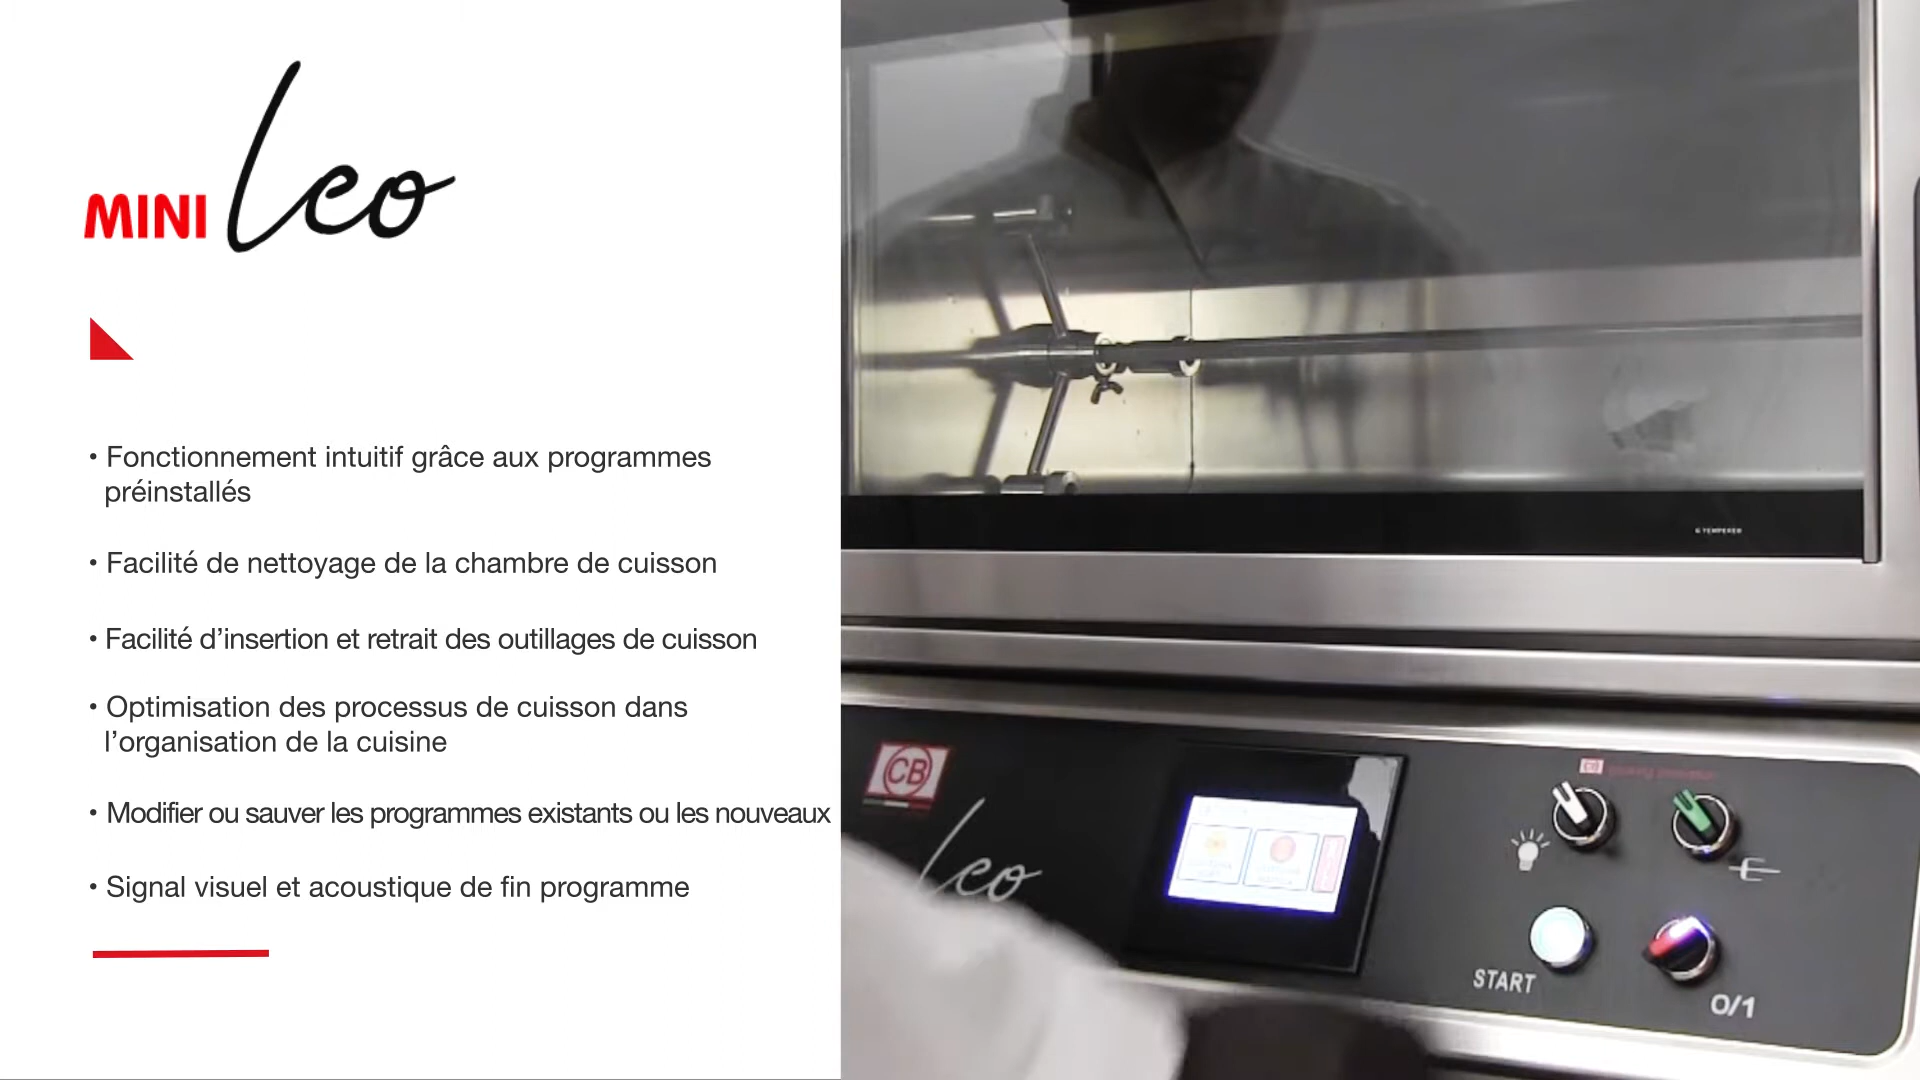 MINI Leo
• Fonctionnement intuitif grâce aux programmes
préinstallés
• Facilité de nettoyage de la chambre de cuisson
• Facilité d’insertion et retrait des outillages de cuisson
• Optimisation des processus de cuisson dans
l’organisation de la cuisine
• Modifier ou sauver les programmes existants ou les nouveaux
• Signal visuel et acoustique de fin programme
CB
Leo
CB
START
0/1